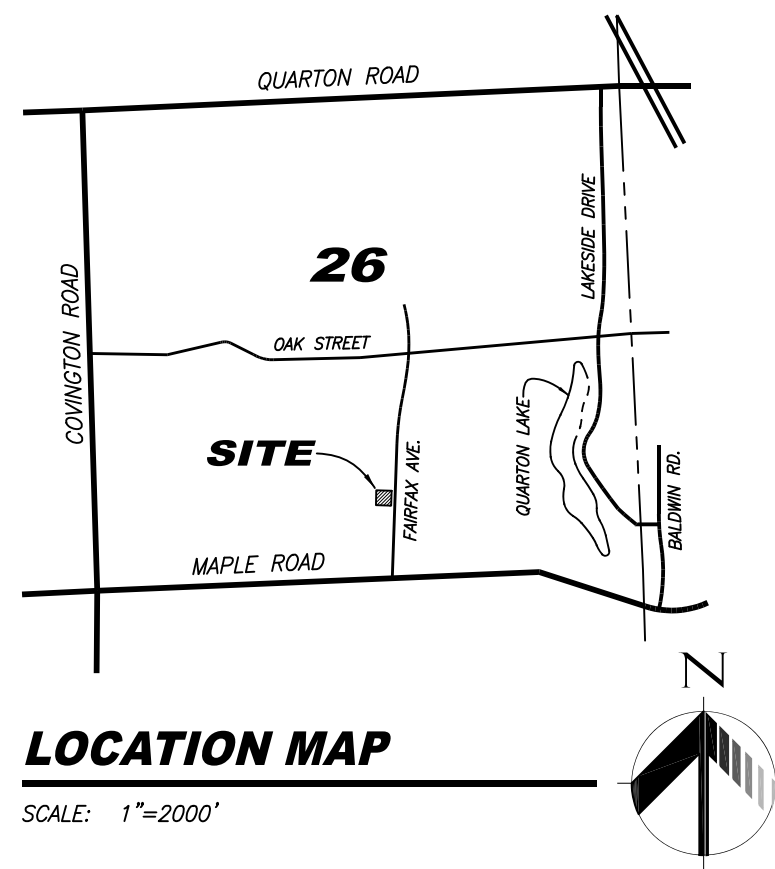 QUARTON ROAD
LAKESIDE DRIVE
26
COVINGTON ROAD
OAK STREET
QUARTON LAKE
SITE
FAIRFAX AVE.
BALDWIN RD.
MAPLE ROAD
N
LOCATION MAP
SCALE: 1"=2000'